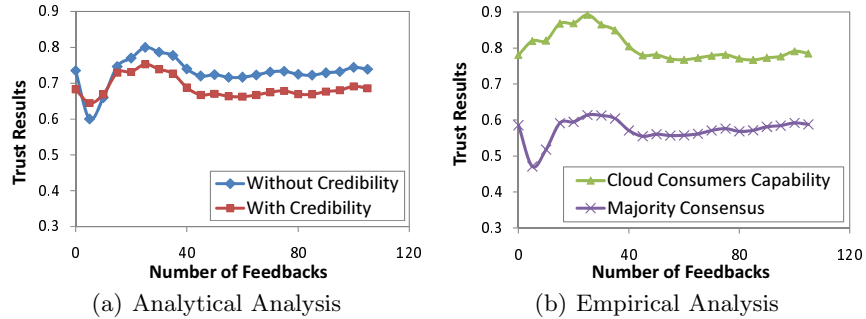 0.9
0.8
0.7
0.6
0.5
0.4
0.3
Trust Results
Without Credibility
With Credibility
0
40
80
120
Number of Feedbacks
(a) Analytical Analysis
0.9
0.8
0.7
0.6
0.5
0.4
0.3
Trust Results
Cloud Consumers Capability
Majority Consensus
0
40
80
120
Number of Feedbacks
(b) Empirical Analysis